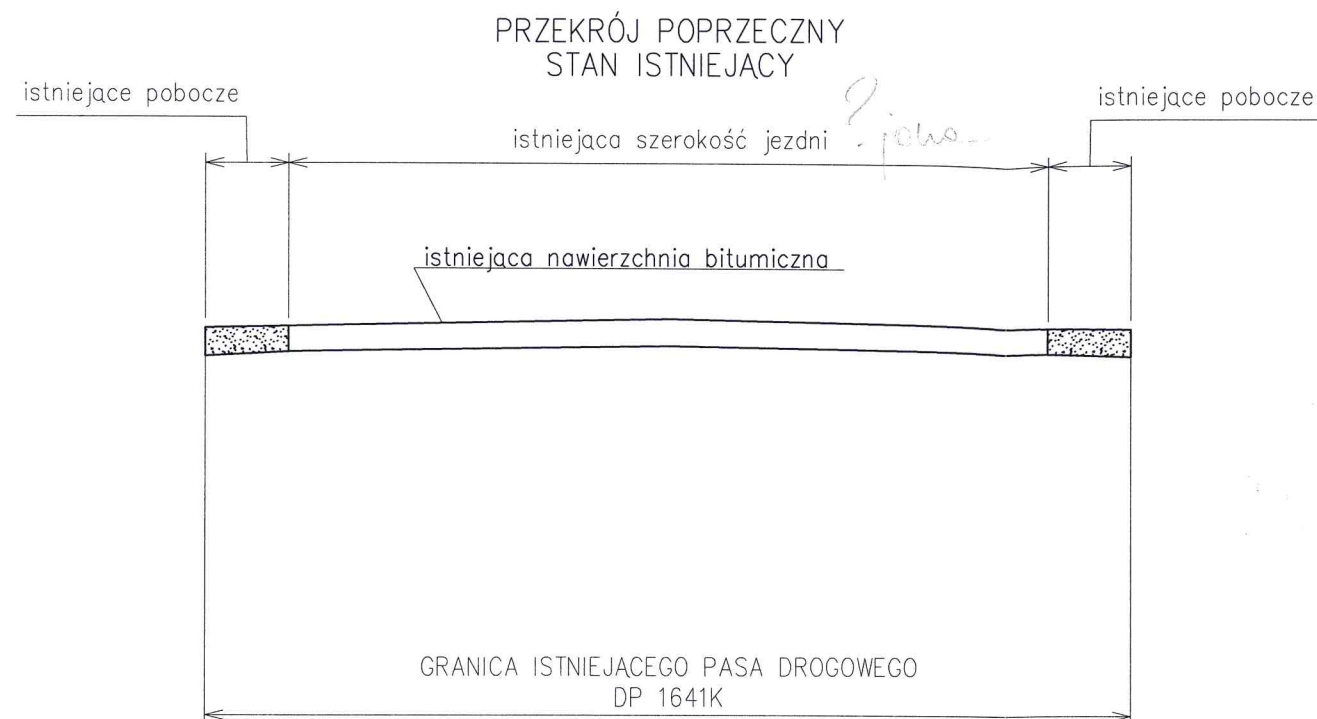 PRZEKRÓJ POPRZECZNY
STAN ISTNIEJĄCY
istniejące pobocze
istniejąca szerokość jezdni ? jaka
istniejące pobocze
istniejąca nawierzchnia bitumiczna
GRANICA ISTNIEJĄCEGO PASA DROGOWEGO
DP 1641K